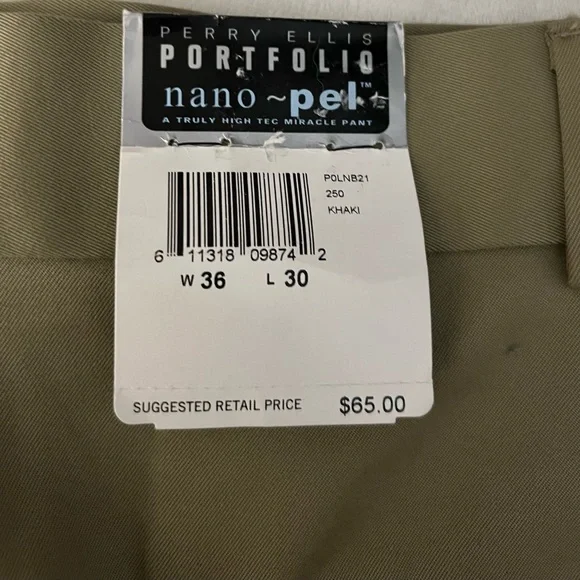 PERRY ELLIS
PORTFOLIO
nano~pel™
A TRULY HIGH TEC MIRACLE PANT
P0LNB21
250
KHAKI
6 11318 09874 2
W 36 L 30
SUGGESTED RETAIL PRICE $65.00